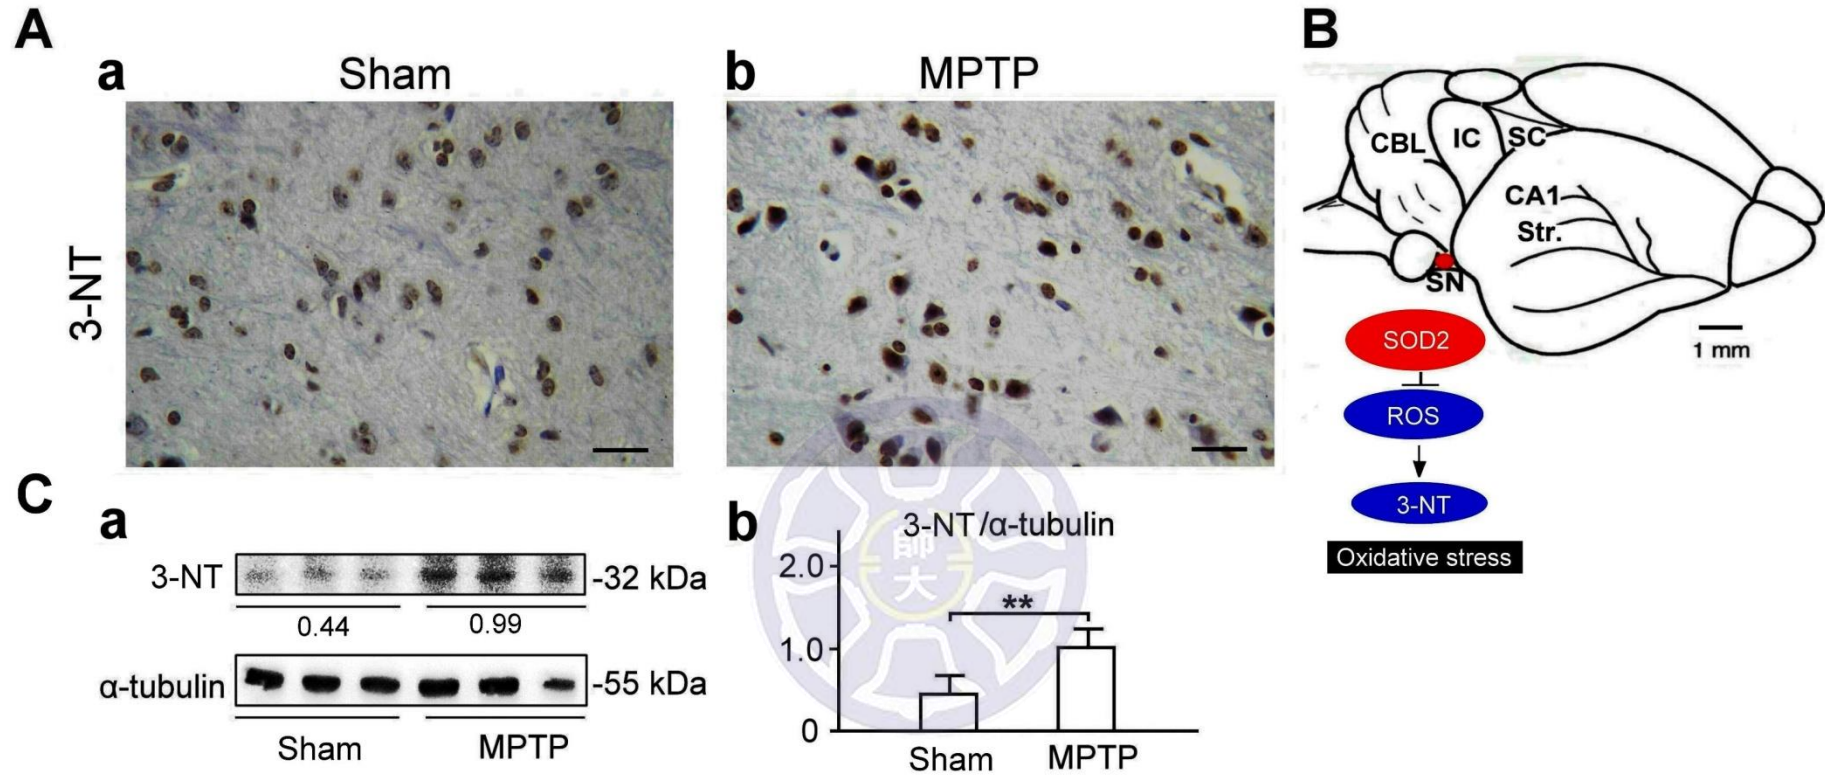 A
B
a
Sham
b
MPTP
3-NT
CBL
IC
SC
CA1
Str.
SN
1 mm
SOD2
ROS
3-NT
Oxidative stress
C
a
3-NT
-32 kDa
0.44
0.99
α-tubulin
-55 kDa
Sham
MPTP
b
3-NT/α-tubulin
2.0
**
1.0
0
Sham
MPTP
師
大